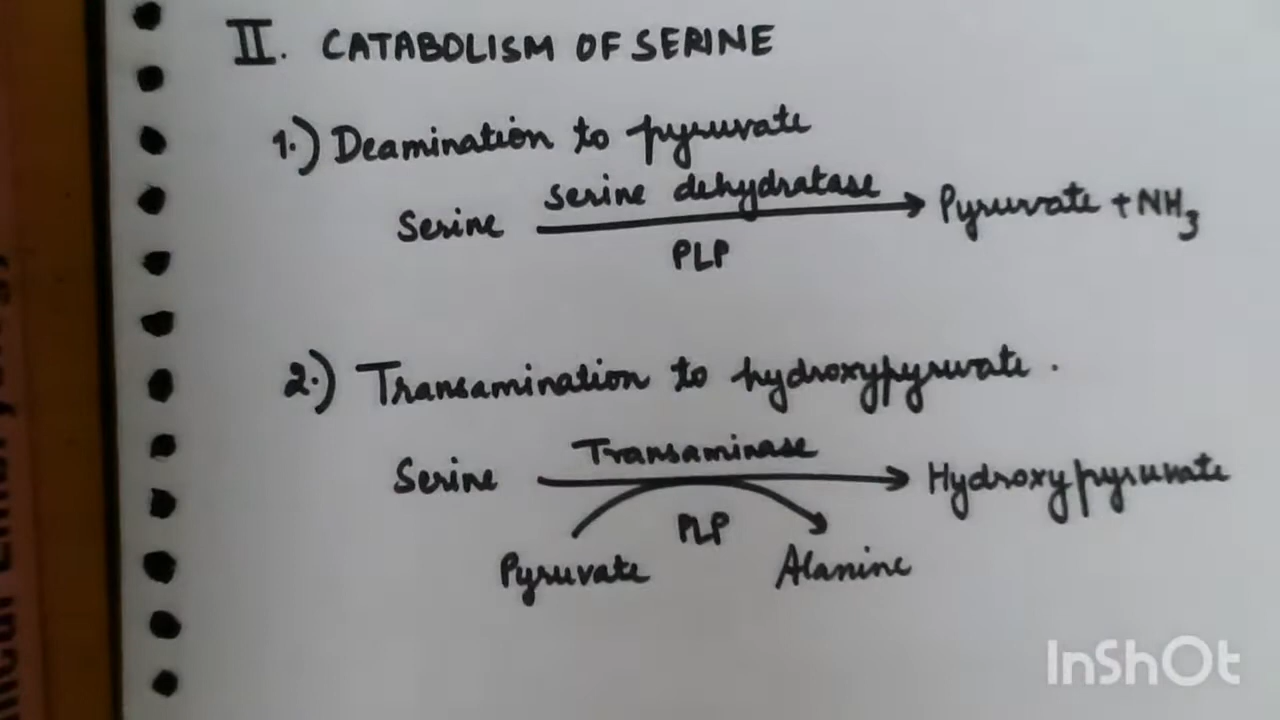 II. CATABOLISM OF SERINE
1.) Deamination to pyruvate
serine dehydratase
Serine → Pyruvate + NH3
PLP
2.) Transamination to hydroxypyruvate.
Transaminase
Serine → Hydroxypyruvate
PLP
Pyruvate Alanine
InShOt